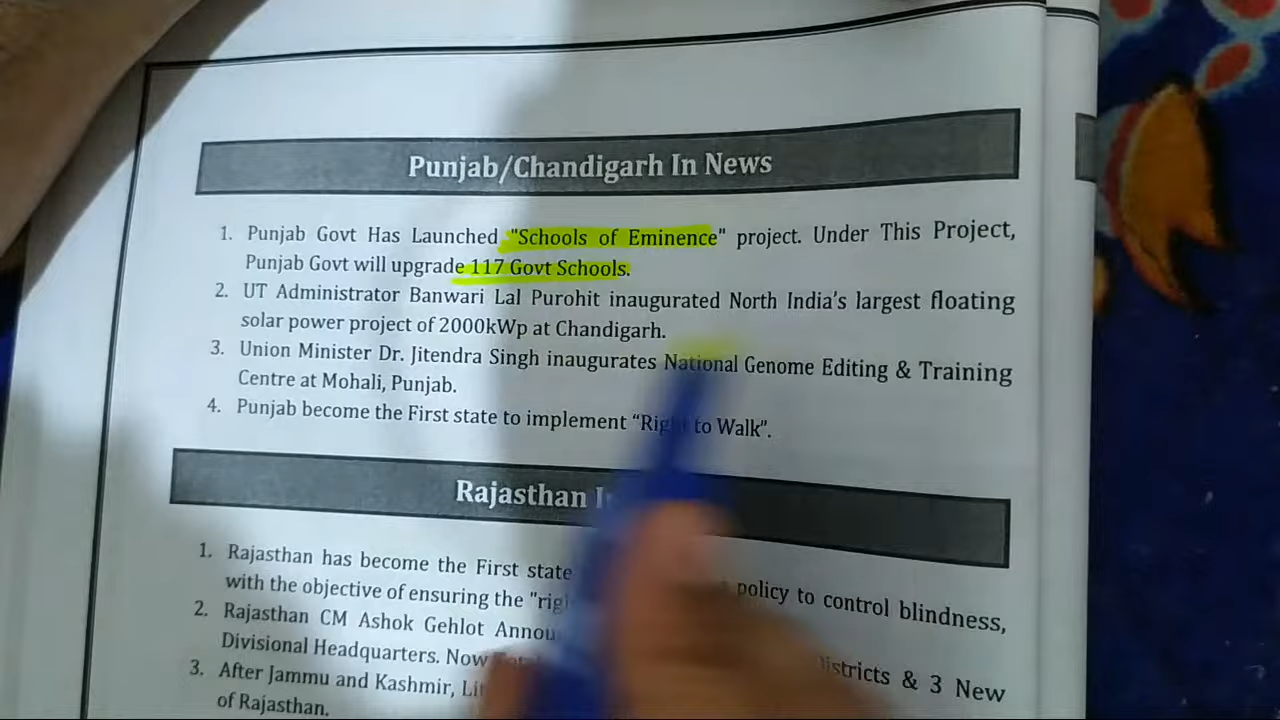 Punjab/Chandigarh In News
1. Punjab Govt Has Launched "Schools of Eminence" project. Under This Project,
Punjab Govt will upgrade 117 Govt Schools.
2. UT Administrator Banwari Lal Purohit inaugurated North India's largest floating
solar power project of 2000kWp at Chandigarh.
3. Union Minister Dr. Jitendra Singh inaugurates National Genome Editing & Training
Centre at Mohali, Punjab.
4. Punjab become the First state to implement “Right to Walk”.
Rajasthan
1. Rajasthan has become the First state policy to control blindness,
with the objective of ensuring the
2. Rajasthan CM Ashok Gehlot
Divisional Headquarters. Now & 3 New
3. After Jammu and Kashmir,
of Rajasthan.